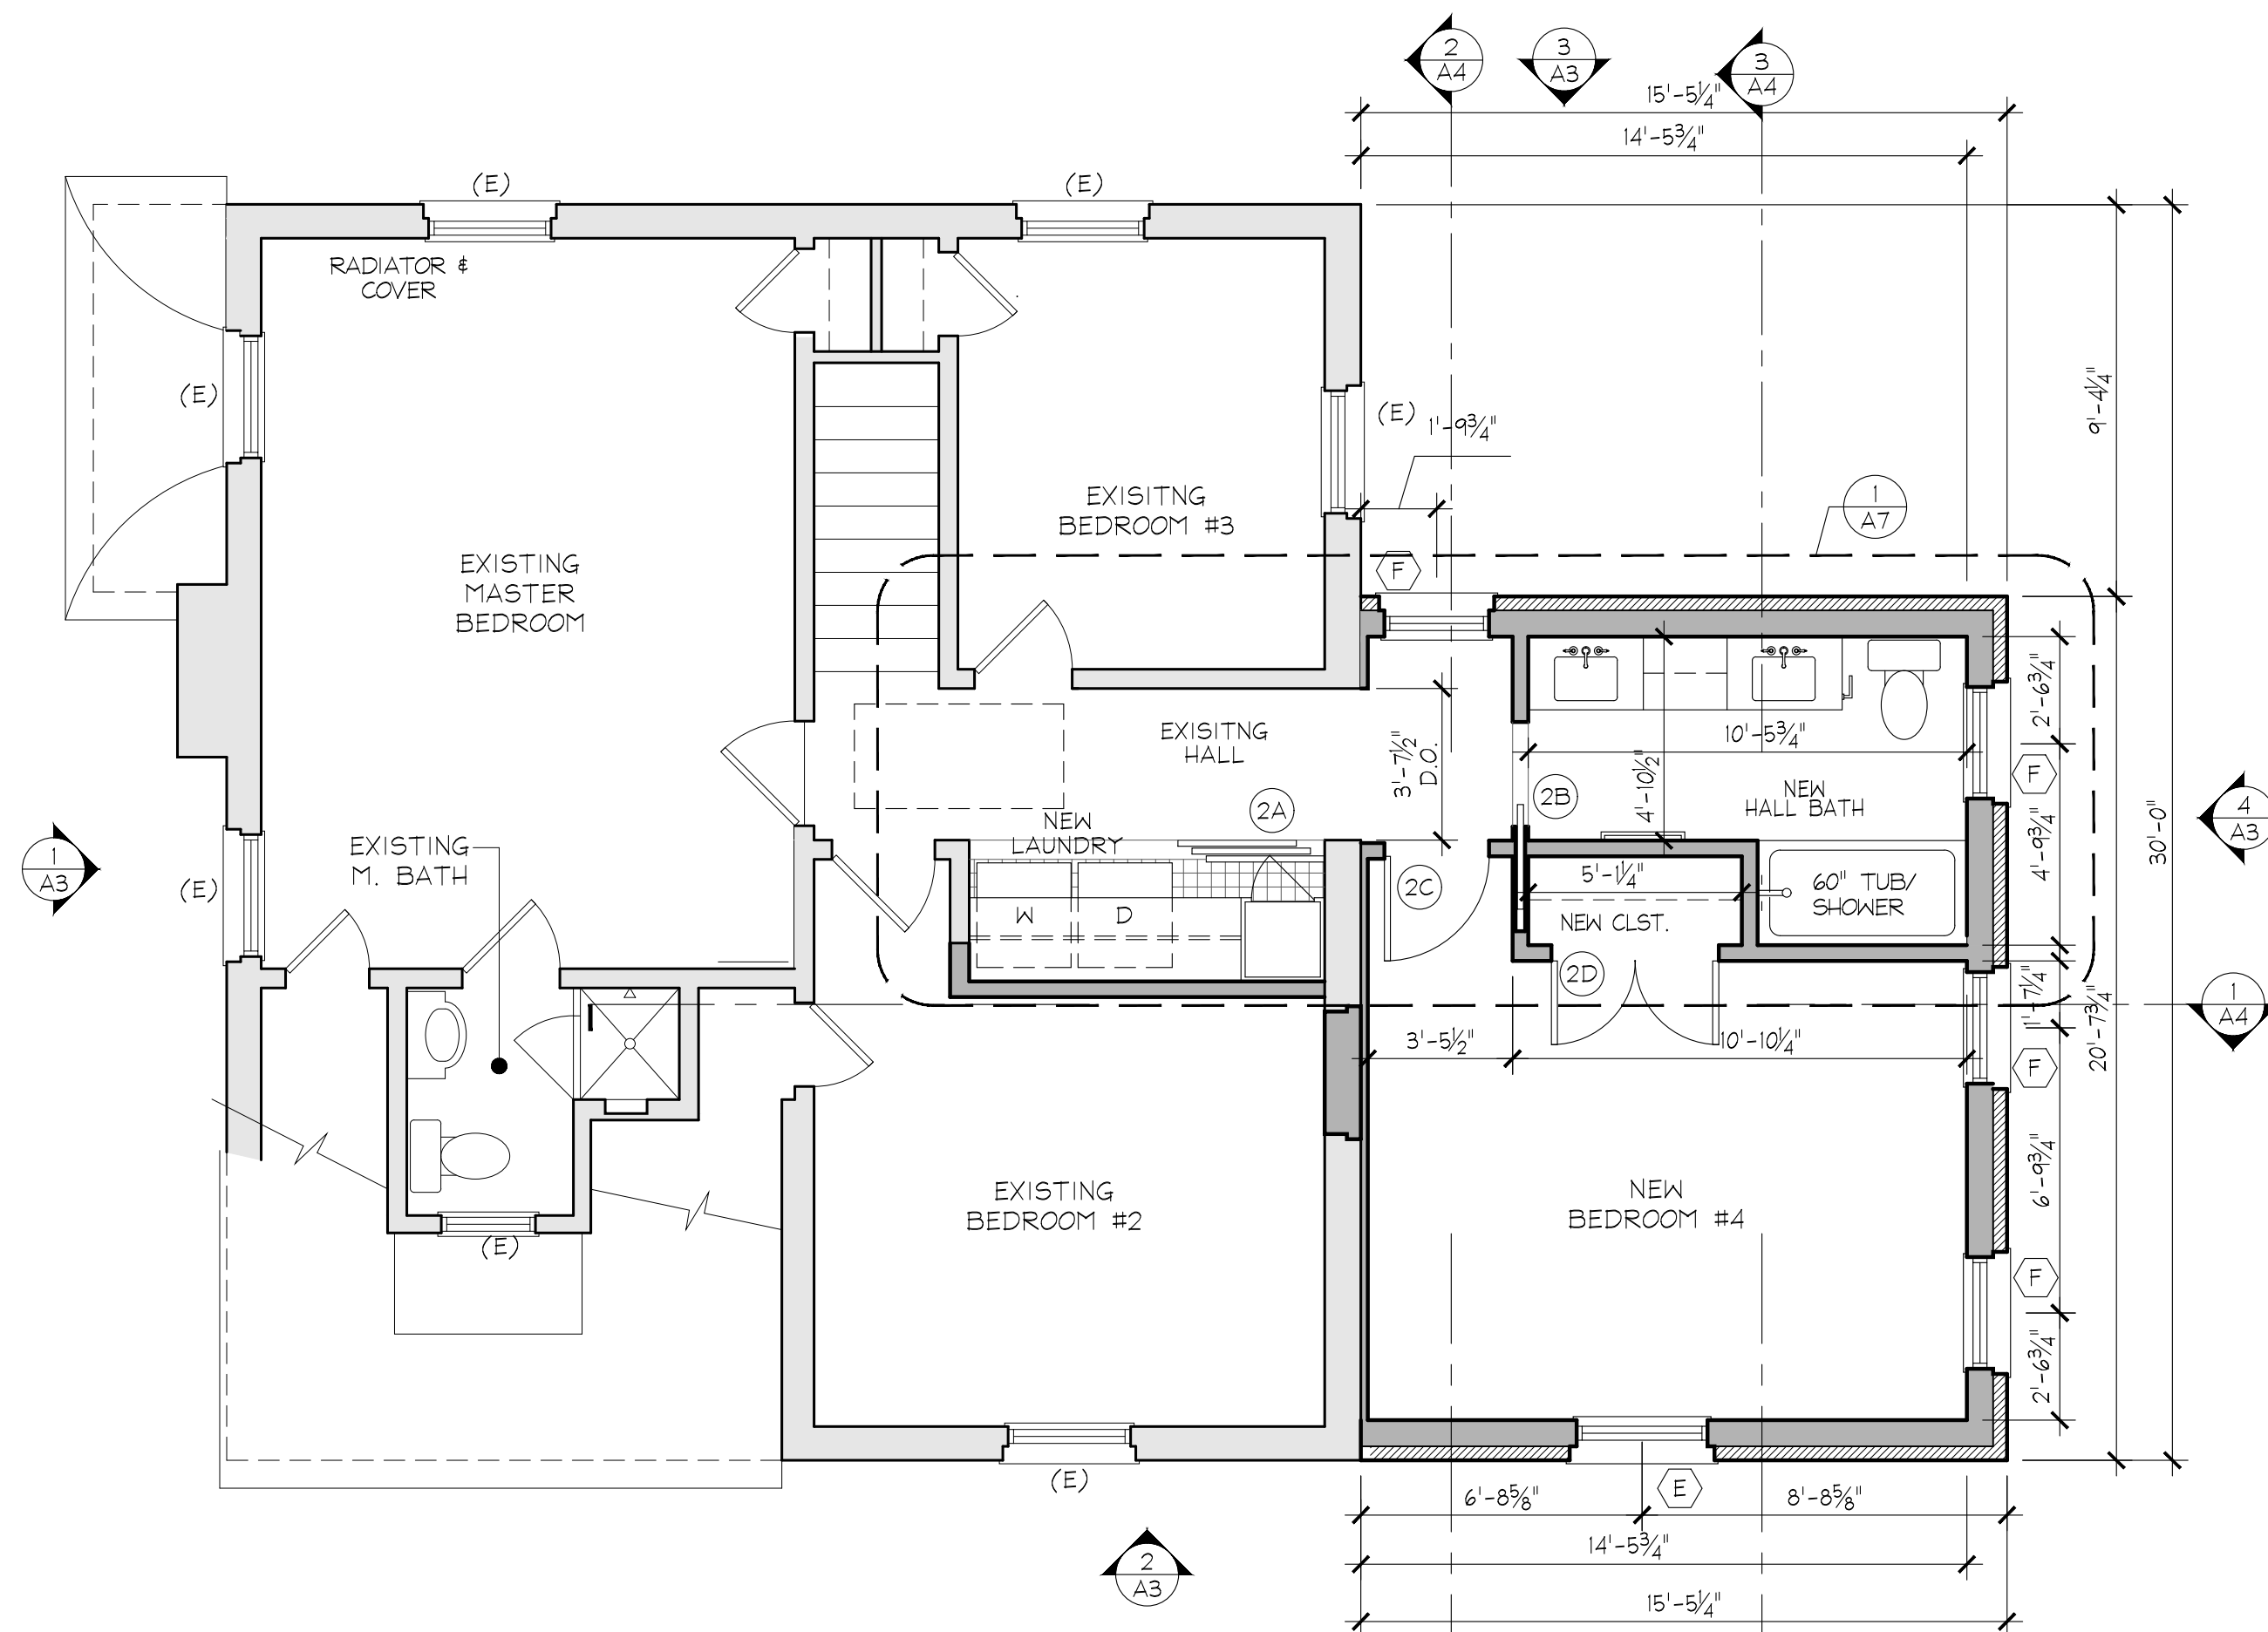 2
A4
3
A3
3
A4
15'-5¼"
14'-5¾"
(E)
(E)
RADIATOR &
COVER
(E)
(E)
1'-9¾"
9'-4¼"
EXISITNG
BEDROOM #3
1
A7
EXISTING
MASTER
BEDROOM
F
2'-6¾"
EXISITNG
HALL
3'-7½"
D.O.
10'-5¾"
4'-10½"
2B
NEW
HALL BATH
F
30'-0"
4
A3
2A
NEW
LAUNDRY
EXISTING
M. BATH
1
A3
(E)
4'-9¾"
2C
5'-1¼"
60" TUB/
SHOWER
W
D
NEW CLST.
2D
1'-7¼"
20'-7¾"
1
A4
3'-5½"
10'-10¼"
F
6'-9¾"
EXISTING
BEDROOM #2
NEW
BEDROOM #4
(E)
F
2'-6¾"
(E)
6'-8⅝"
E
8'-8⅝"
14'-5¾"
2
A3
15'-5¼"